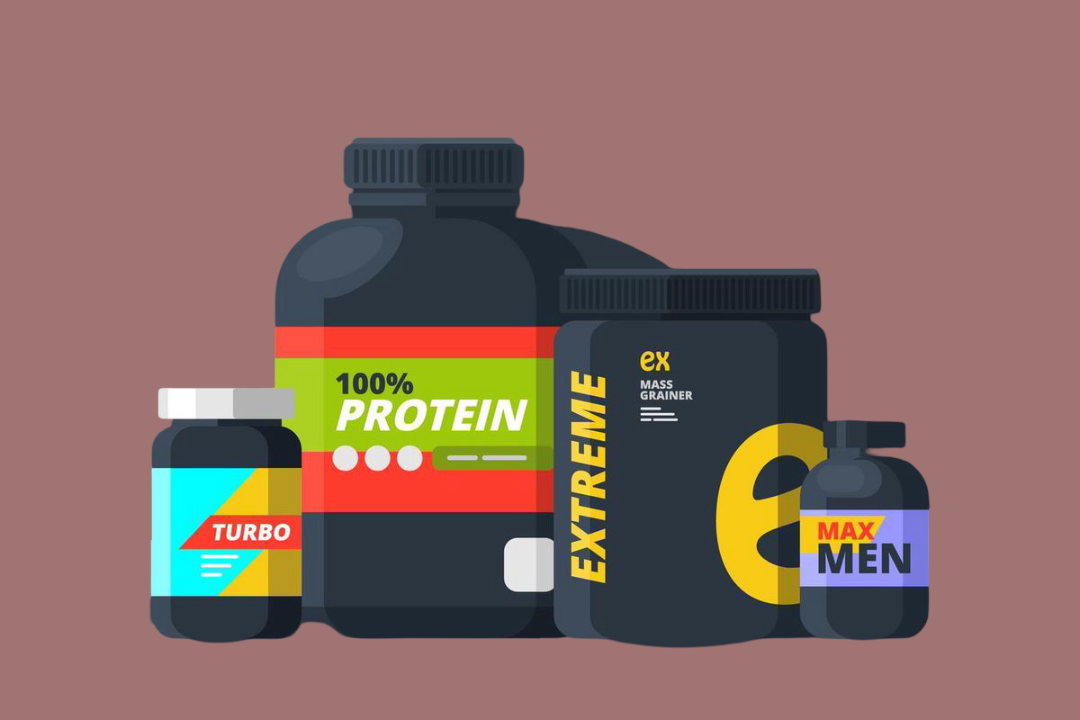 100%
PROTEIN
TURBO
EXTREME
ex
MASS
GRAINER
e
MAX
MEN